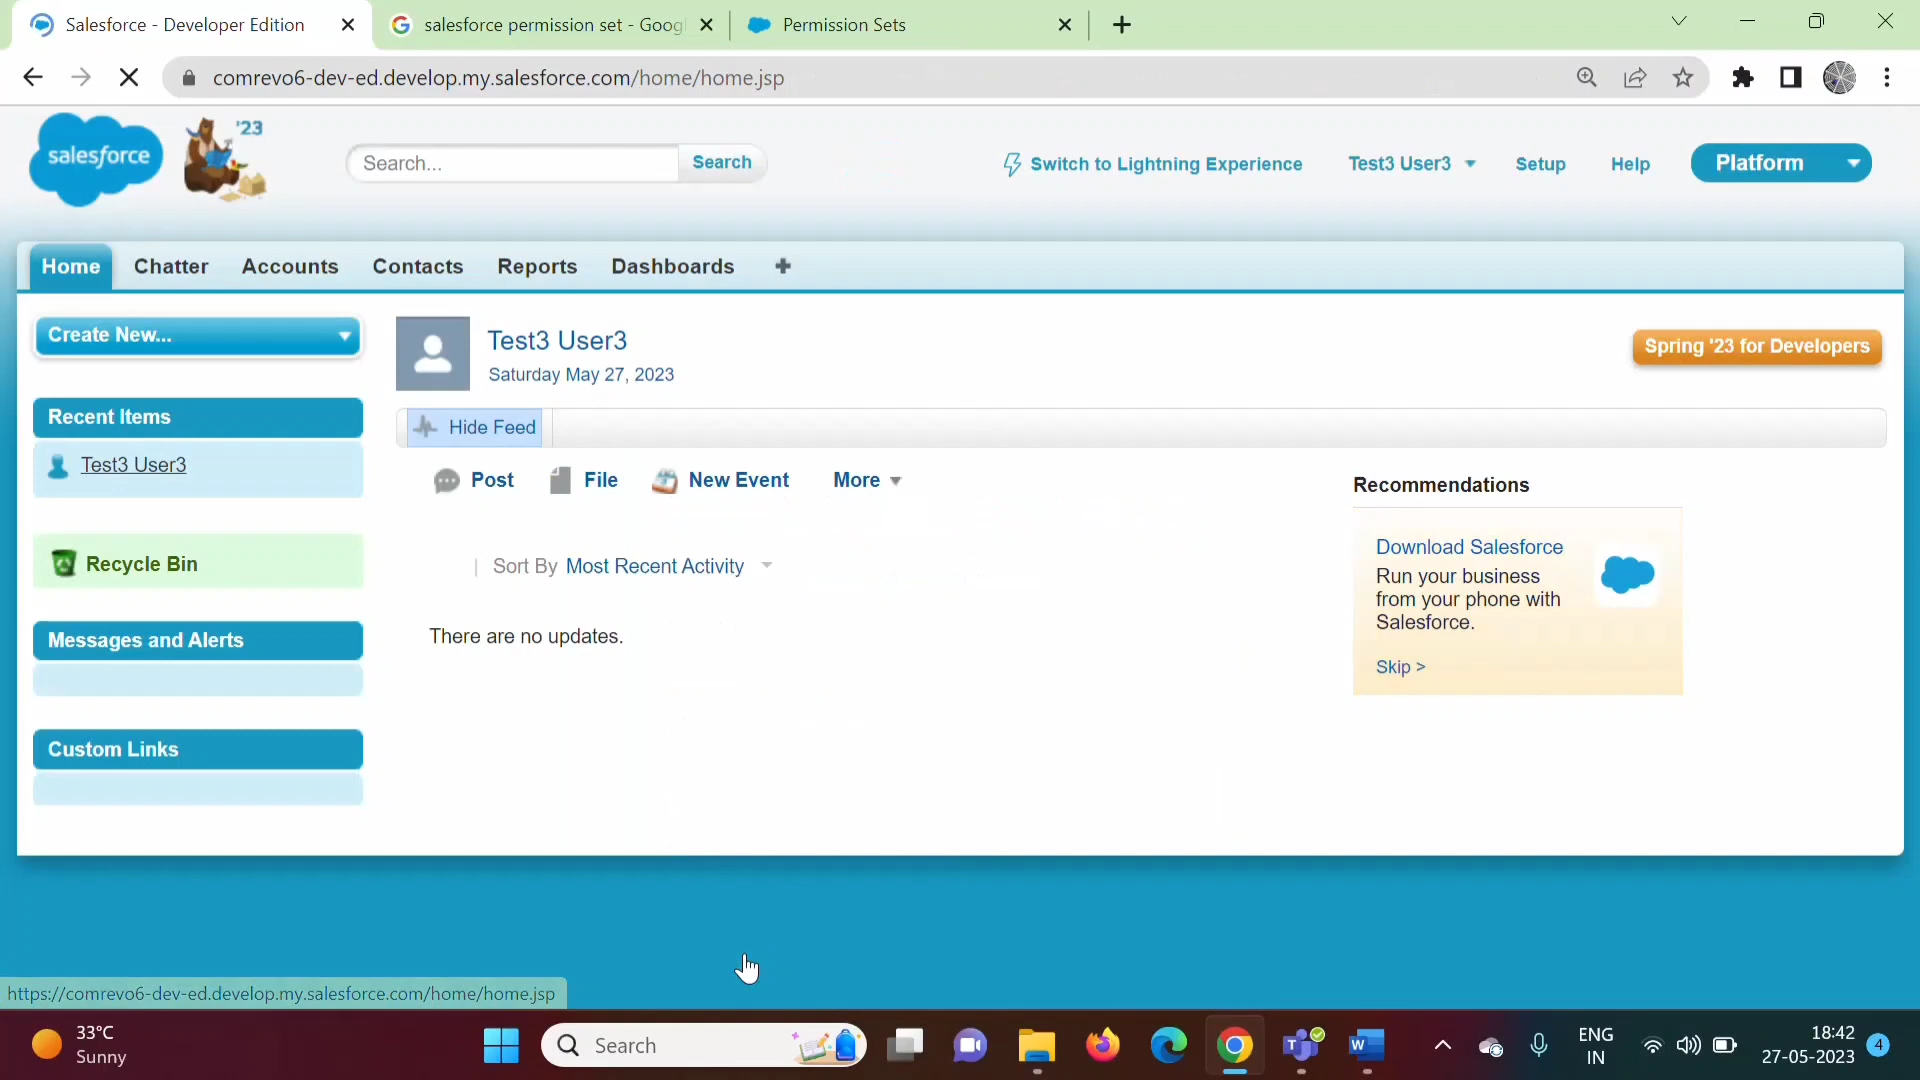 Salesforce - Developer Edition
salesforce permission set - Goog
Permission Sets
comrevo6-dev-ed.develop.my.salesforce.com/home/home.jsp
salesforce
'23
Search...
Search
Switch to Lightning Experience
Test3 User3
Setup
Help
Platform
Home
Chatter
Accounts
Contacts
Reports
Dashboards
Create New...
Test3 User3
Saturday May 27, 2023
Spring '23 for Developers
Recent Items
Test3 User3
Hide Feed
Post
File
New Event
More
Recommendations
Recycle Bin
Sort By Most Recent Activity
Download Salesforce
Run your business
from your phone with
Salesforce.
Skip >
There are no updates.
Messages and Alerts
Custom Links
https://comrevo6-dev-ed.develop.my.salesforce.com/home/home.jsp
33°C
Sunny
Search
ENG
IN
18:42
27-05-2023
4